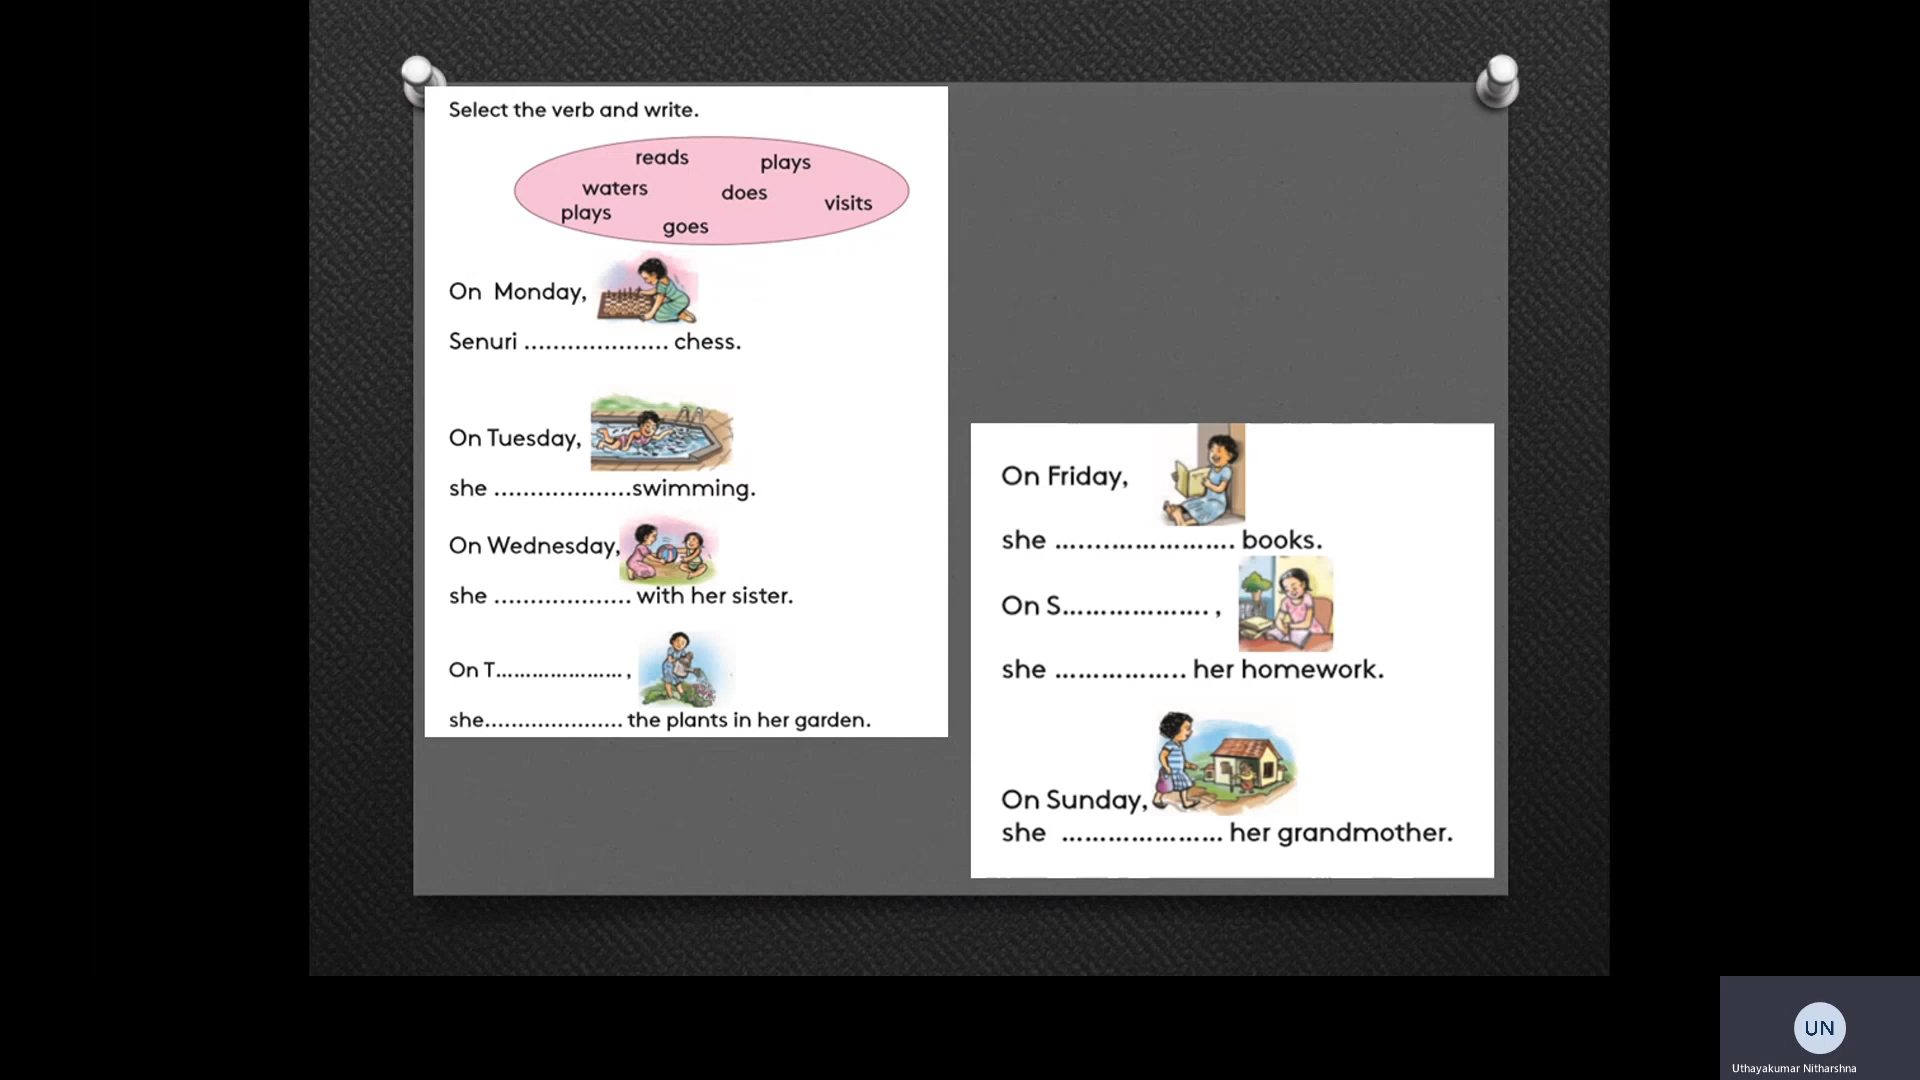 Select the verb and write.
reads plays
waters does visits
plays goes
On Monday,
Senuri .................... chess.
On Tuesday,
she ...................swimming.
On Wednesday,
she ................... with her sister.
On T..................... ,
she..................... the plants in her garden.
On Friday,
she ....................... books.
On S................... ,
she ................. her homework.
On Sunday,
she ..................... her grandmother.
UN
Uthayakumar Nitharshna